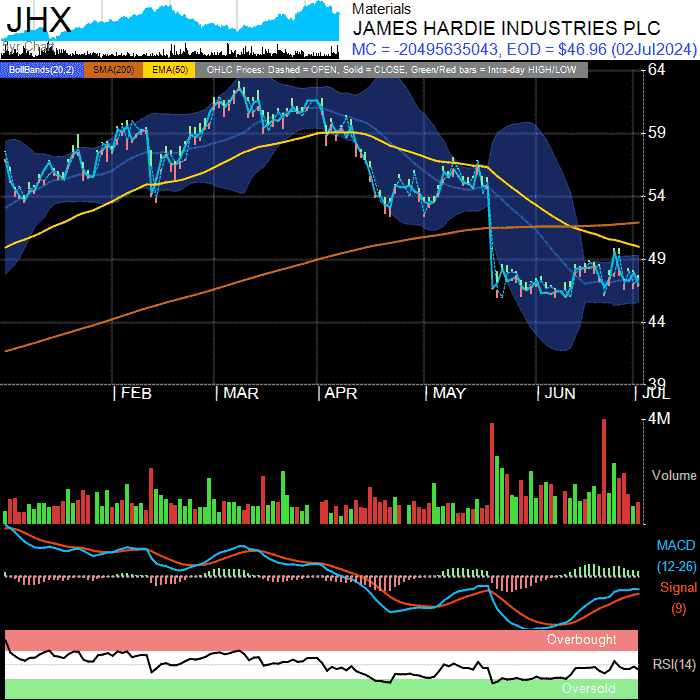 JHX
1yr Chart
Materials
JAMES HARDIE INDUSTRIES PLC
MC = -20495635043, EOD = $46.96 (02Jul2024)
BollBands(20,2) SMA(200) EMA(50) OHLC Prices: Dashed = OPEN, Solid = CLOSE, Green/Red bars = Intra-day HIGH/LOW
64
59
54
49
44
39
FEB MAR APR MAY JUN JUL
4M
Volume
MACD
(12-26)
Signal
(9)
Overbought
RSI(14)
Oversold